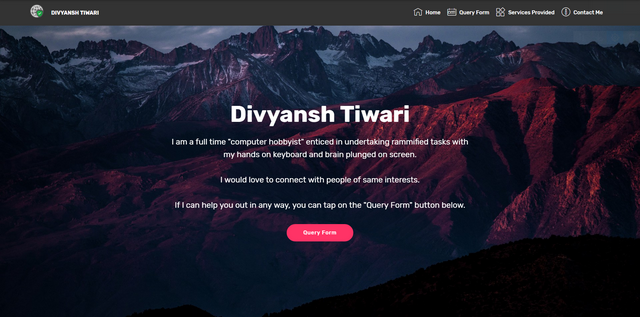 DIVYANSH TIWARI
Home
Query Form
Services Provided
Contact Me
Divyansh Tiwari
I am a full time "computer hobbyist" enticed in undertaking rammified tasks with
my hands on keyboard and brain plunged on screen.
I would love to connect with people of same interests.
If I can help you out in any way, you can tap on the "Query Form" button below.
Query Form